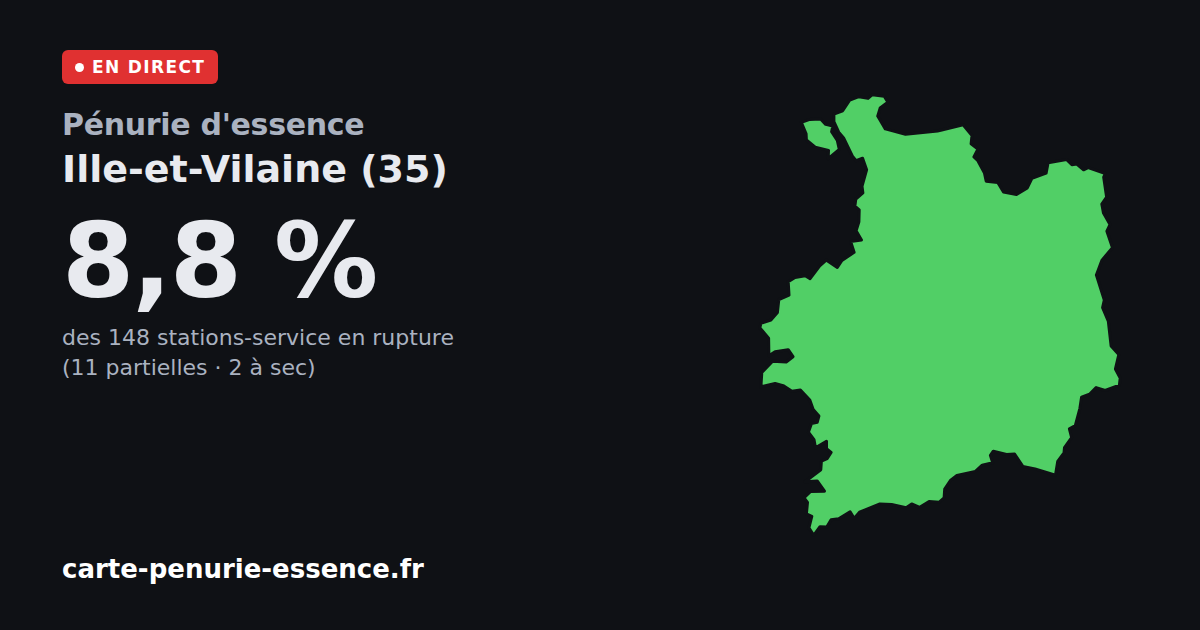 EN DIRECT
Pénurie d'essence
Ille-et-Vilaine (35)
8,8 %
des 148 stations-service en rupture
(11 partielles · 2 à sec)
carte-penurie-essence.fr